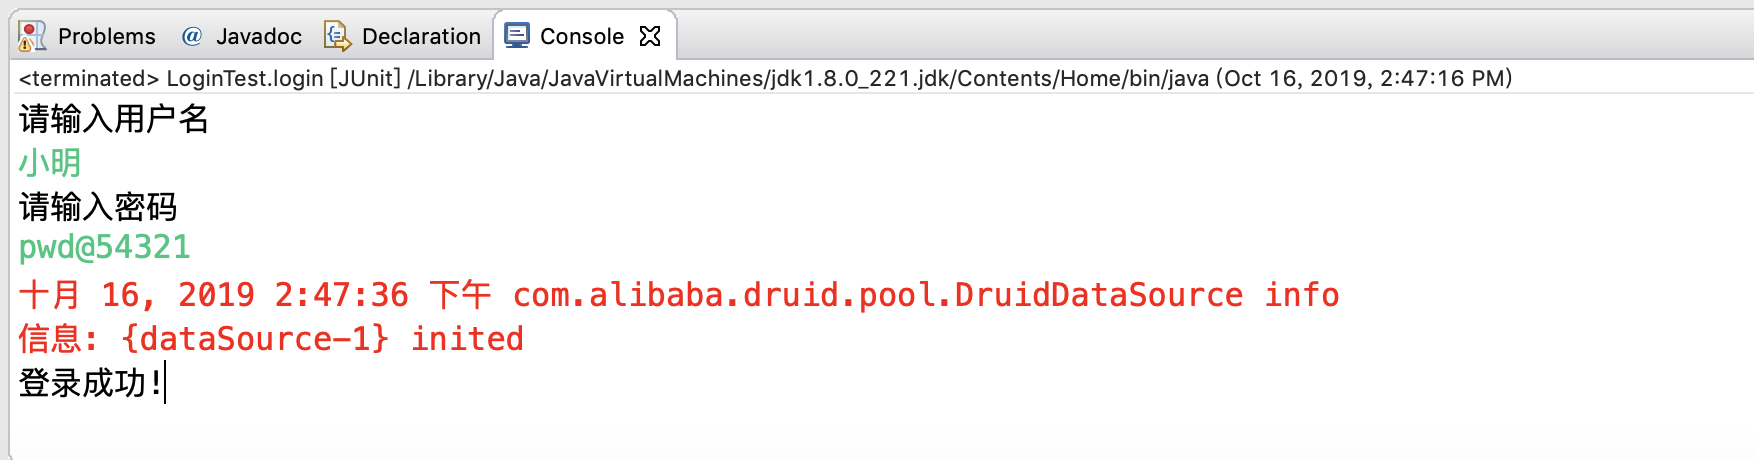 Problems @ Javadoc Declaration Console
<terminated> LoginTest.login [JUnit] /Library/Java/JavaVirtualMachines/jdk1.8.0_221.jdk/Contents/Home/bin/java (Oct 16, 2019, 2:47:16 PM)
请输入用户名
小明
请输入密码
pwd@54321
十月 16, 2019 2:47:36 下午 com.alibaba.druid.pool.DruidDataSource info
信息: {dataSource-1} inited
登录成功!